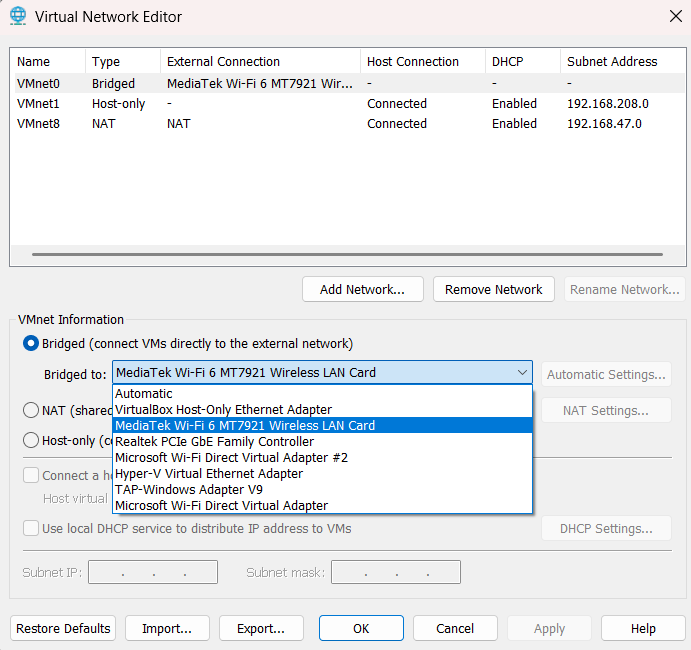 Virtual Network Editor
Name Type External Connection Host Connection DHCP Subnet Address
VMnet0 Bridged MediaTek Wi-Fi 6 MT7921 Wir... - - -
VMnet1 Host-only - Connected Enabled 192.168.208.0
VMnet8 NAT NAT Connected Enabled 192.168.47.0
Add Network... Remove Network Rename Network...
VMnet Information
Bridged (connect VMs directly to the external network)
Bridged to: MediaTek Wi-Fi 6 MT7921 Wireless LAN Card Automatic Settings...
Automatic
VirtualBox Host-Only Ethernet Adapter
NAT (shared NAT Settings...
MediaTek Wi-Fi 6 MT7921 Wireless LAN Card
Host-only (c
Realtek PCIe GbE Family Controller
Microsoft Wi-Fi Direct Virtual Adapter #2
Connect a h
Hyper-V Virtual Ethernet Adapter
TAP-Windows Adapter V9
Host virtual
Microsoft Wi-Fi Direct Virtual Adapter
Use local DHCP service to distribute IP address to VMs DHCP Settings...
Subnet IP: . . . Subnet mask: . . .
Restore Defaults Import... Export... OK Cancel Apply Help